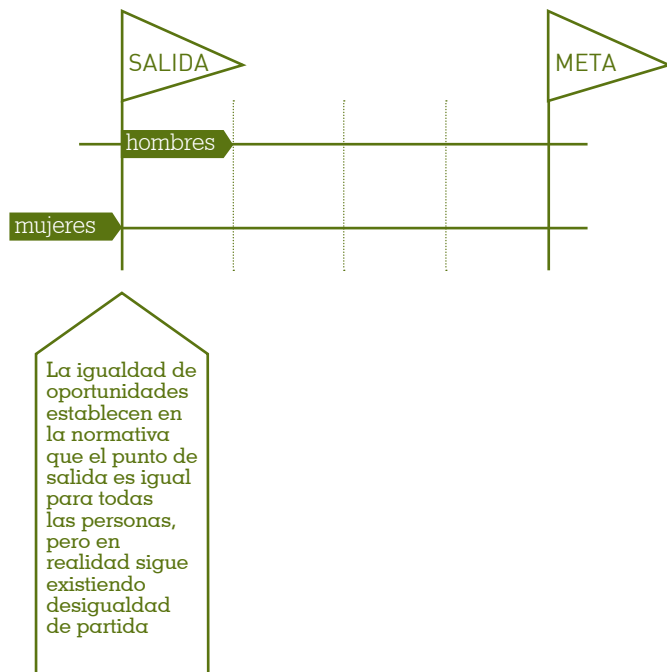 SALIDA
META
hombres
mujeres
La igualdad de
oportunidades
establecen en
la normativa
que el punto de
salida es igual
para todas
las personas,
pero en
realidad sigue
existiendo
desigualdad
de partida